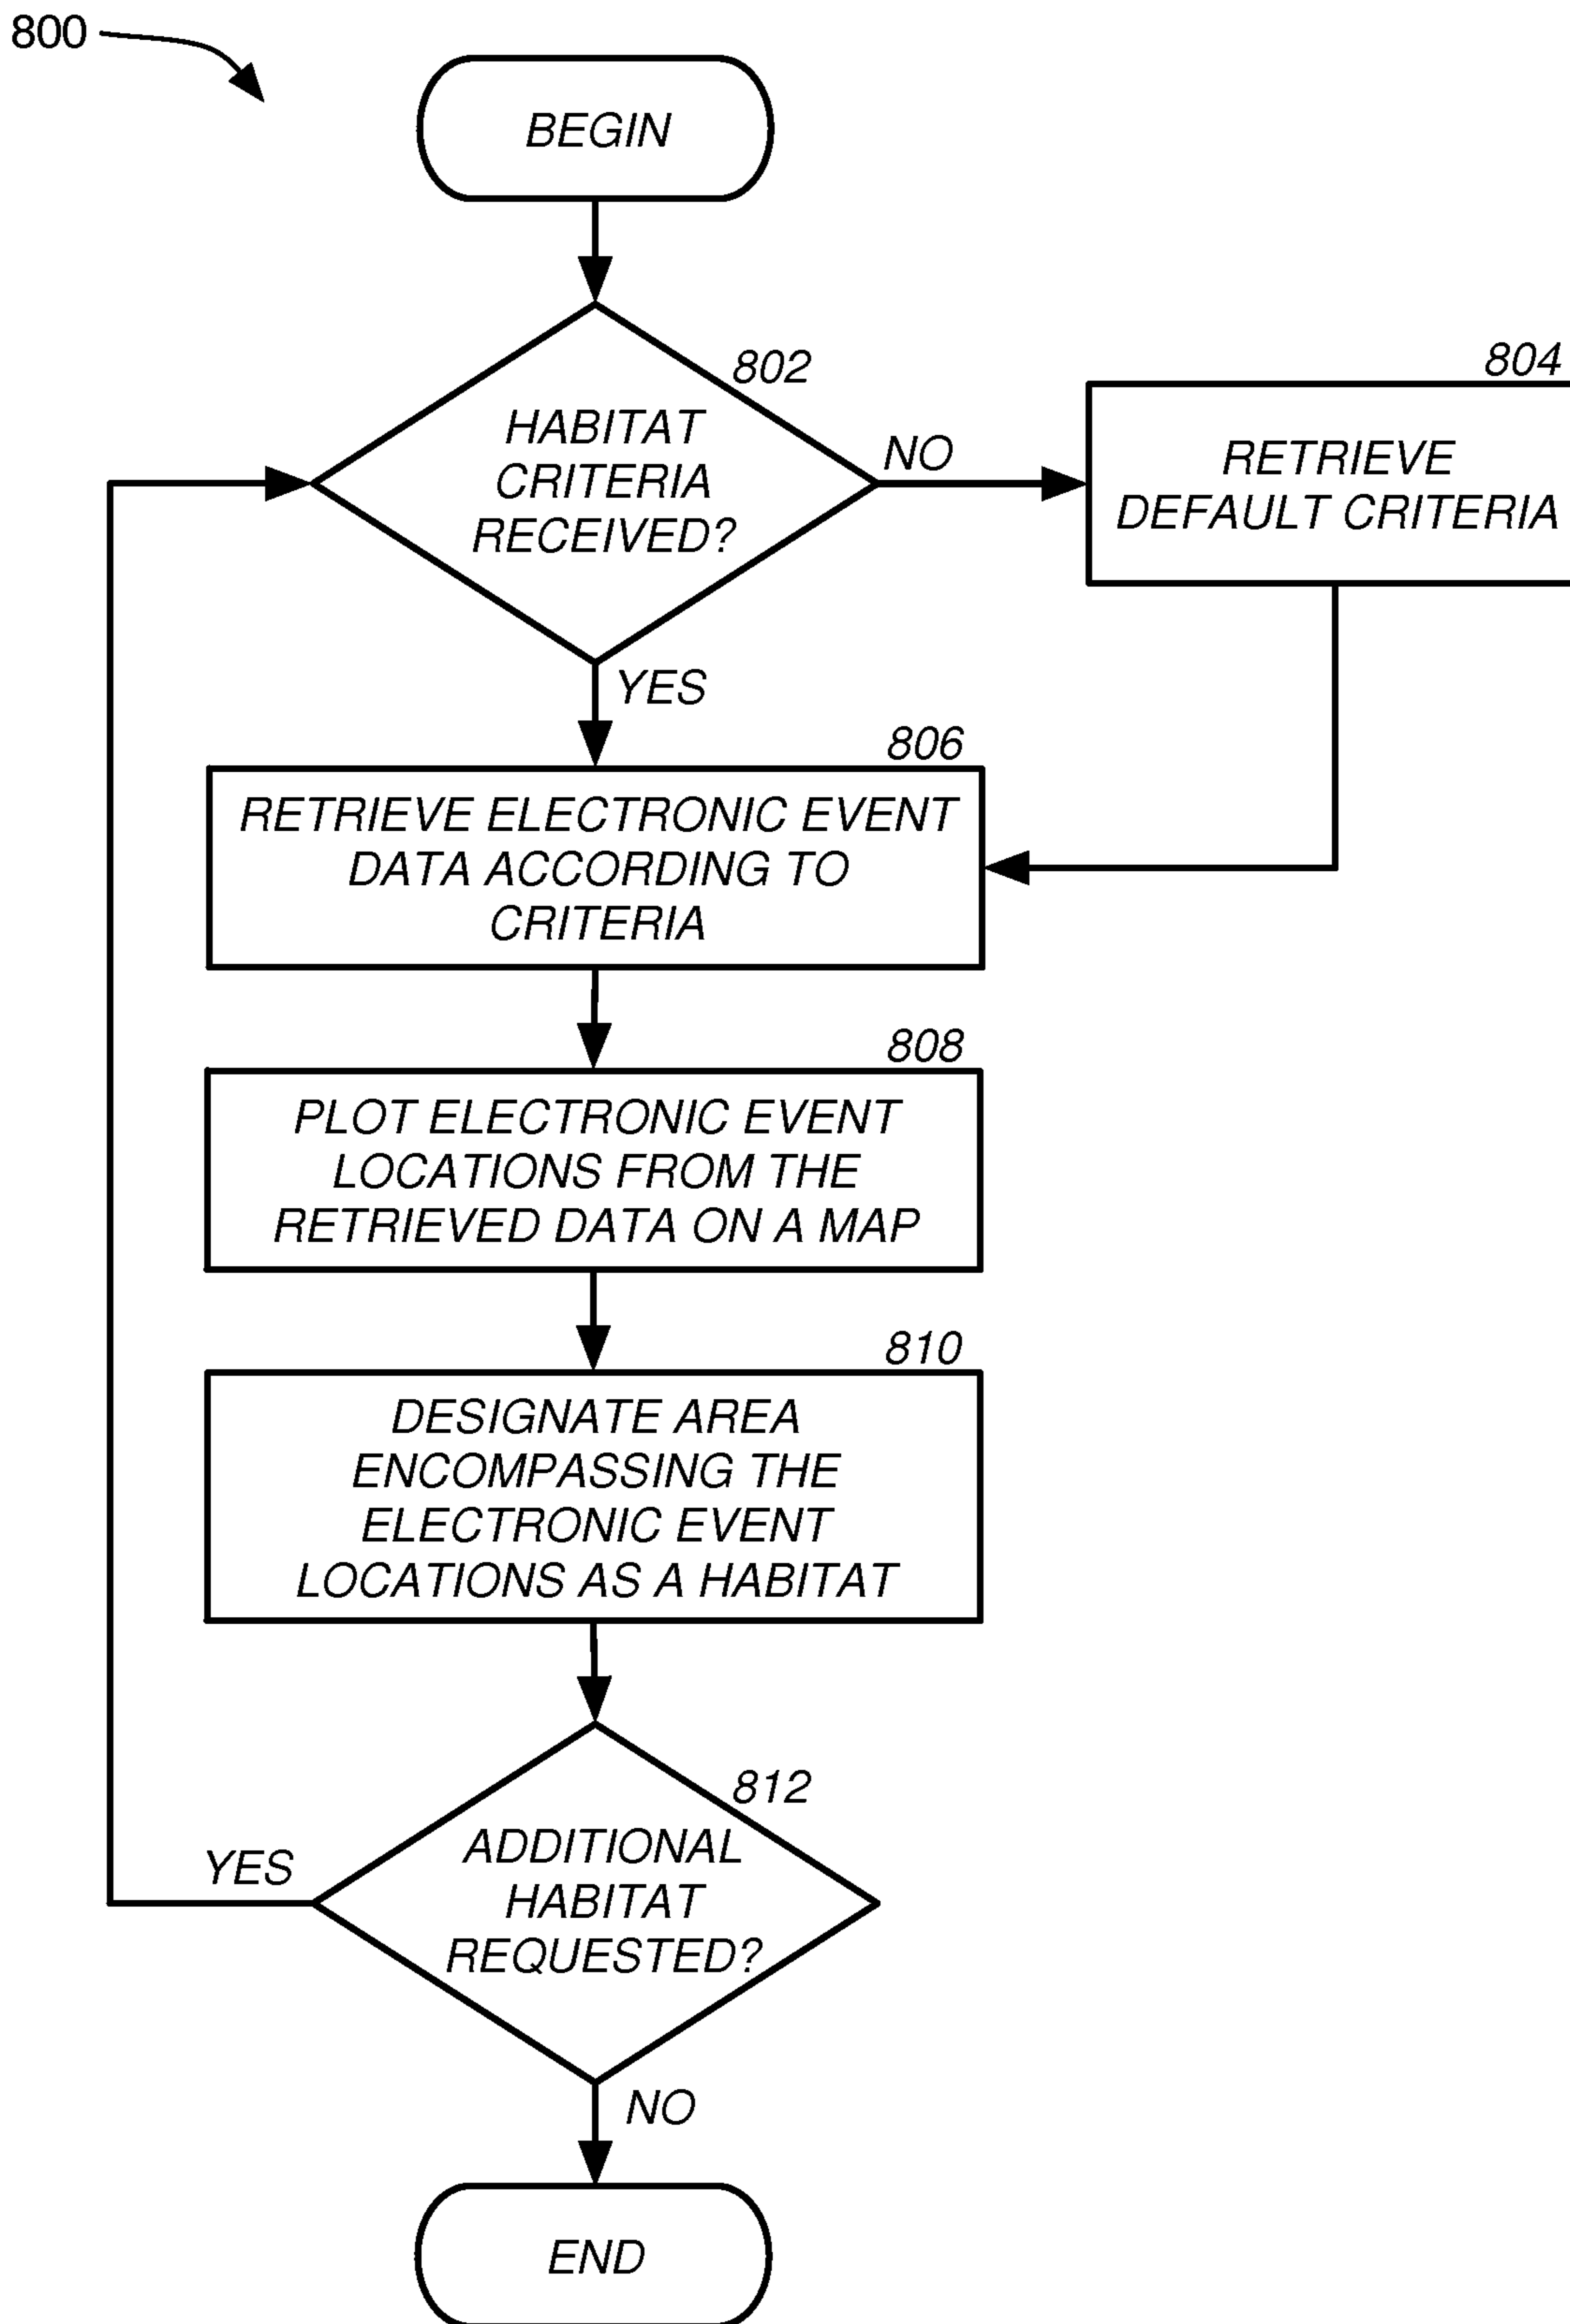 800
BEGIN
802
HABITAT
CRITERIA
RECEIVED?
NO
804
RETRIEVE
DEFAULT CRITERIA
YES
806
RETRIEVE ELECTRONIC EVENT
DATA ACCORDING TO
CRITERIA
808
PLOT ELECTRONIC EVENT
LOCATIONS FROM THE
RETRIEVED DATA ON A MAP
810
DESIGNATE AREA
ENCOMPASSING THE
ELECTRONIC EVENT
LOCATIONS AS A HABITAT
812
ADDITIONAL
HABITAT
REQUESTED?
YES
NO
END